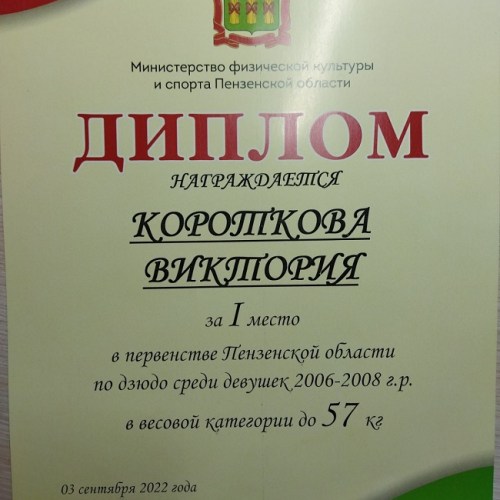 Министерство физической культуры
и спорта Пензенской области
ДИПЛОМ
НАГРАЖДАЕТСЯ
КОРОТКОВА
ВИКТОРИЯ
за I место
в первенстве Пензенской области
по дзюдо среди девушек 2006-2008 г.р.
в весовой категории до 57 кг
03 сентября 2022 года